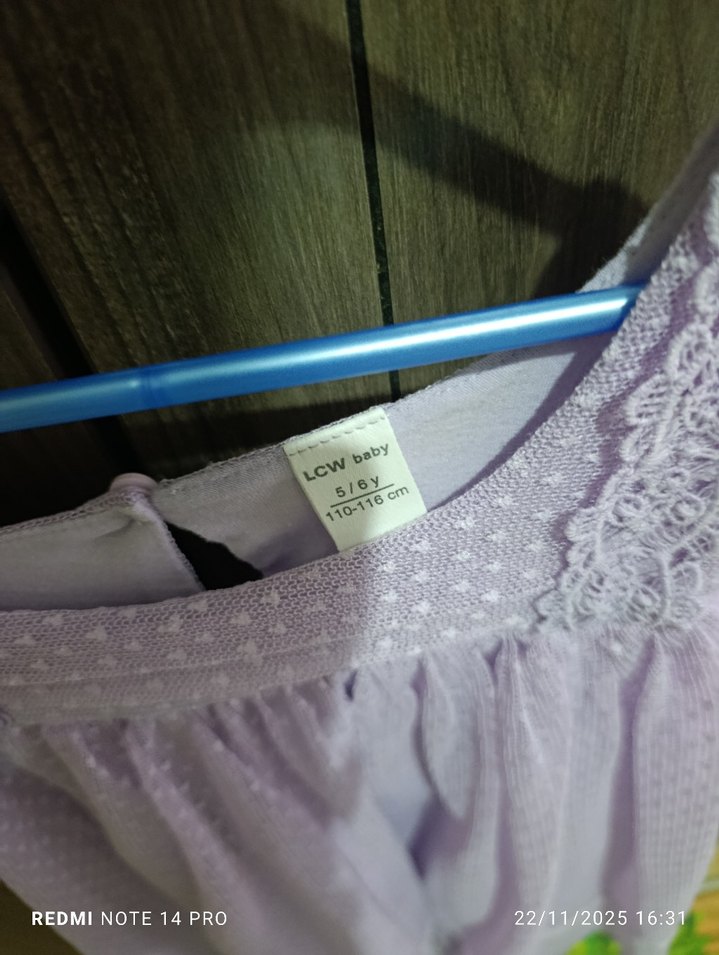 LCW baby
5/6 y
110-116 cm
REDMI NOTE 14 PRO
22/11/2025 16:31